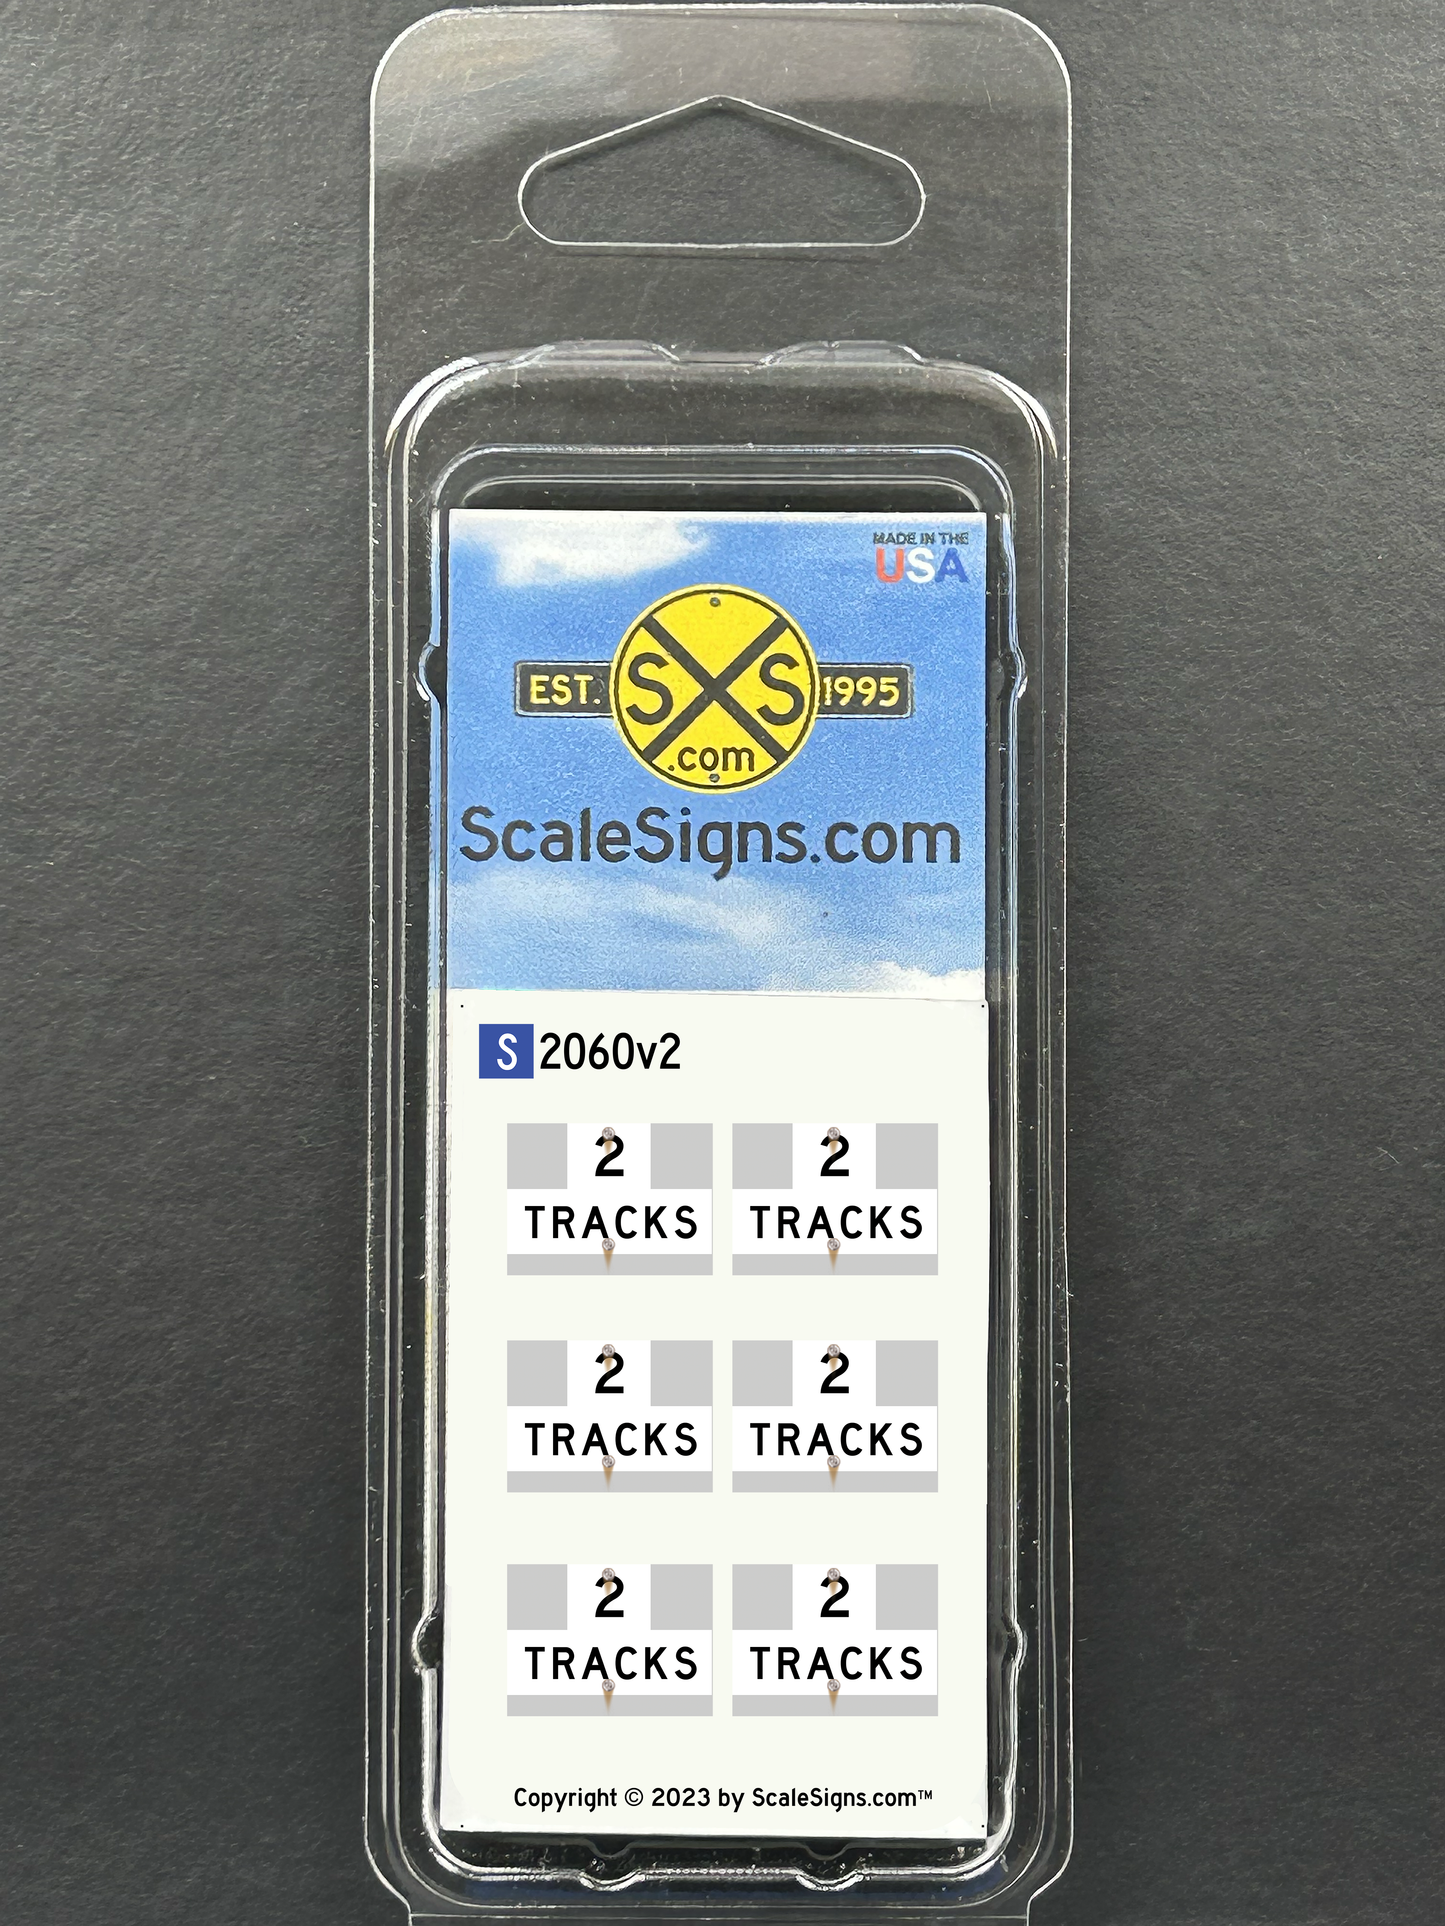 MADE IN THE
USA
EST. SXS 1995
.com
ScaleSigns.com
S 2060v2
2 2
TRACKS TRACKS
2 2
TRACKS TRACKS
2 2
TRACKS TRACKS
Copyright © 2023 by ScaleSigns.com™